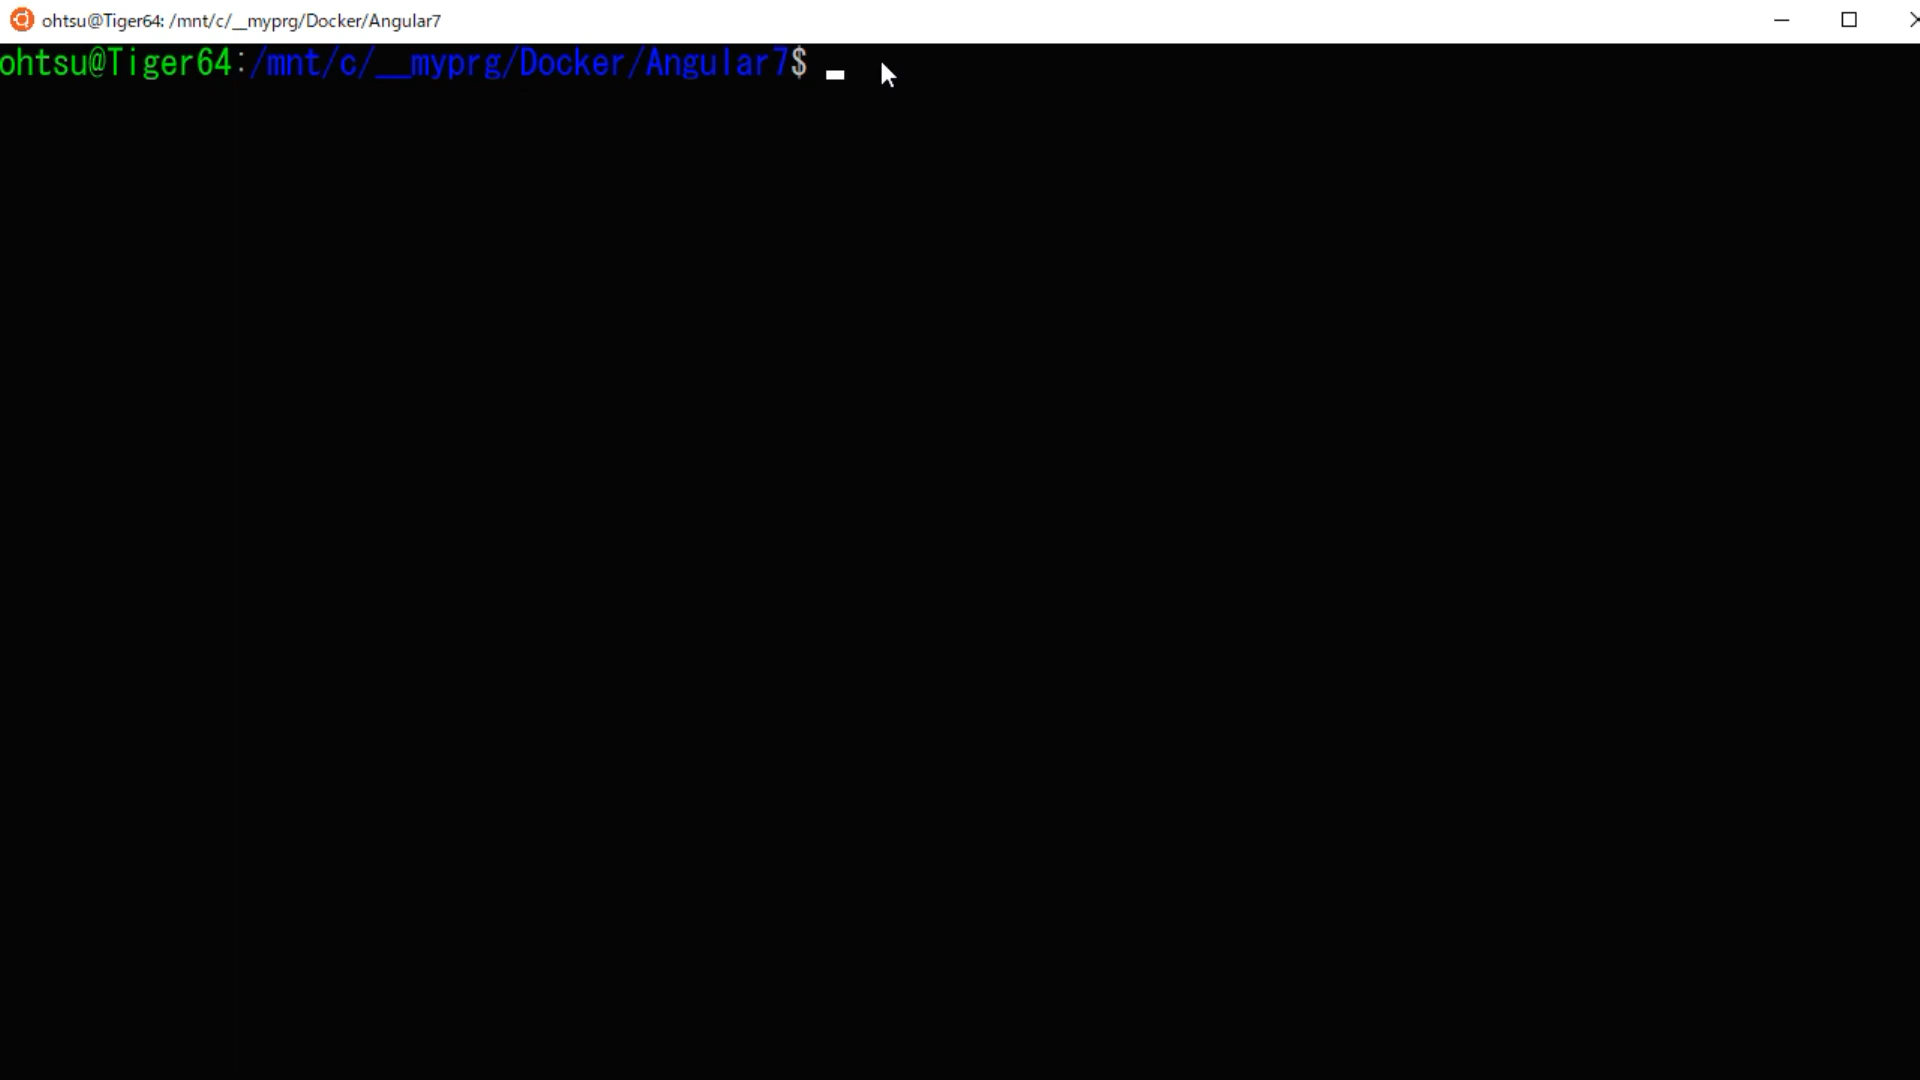 ohtsu@Tiger64: /mnt/c/__myprg/Docker/Angular7
ohtsu@Tiger64:/mnt/c/__myprg/Docker/Angular7$